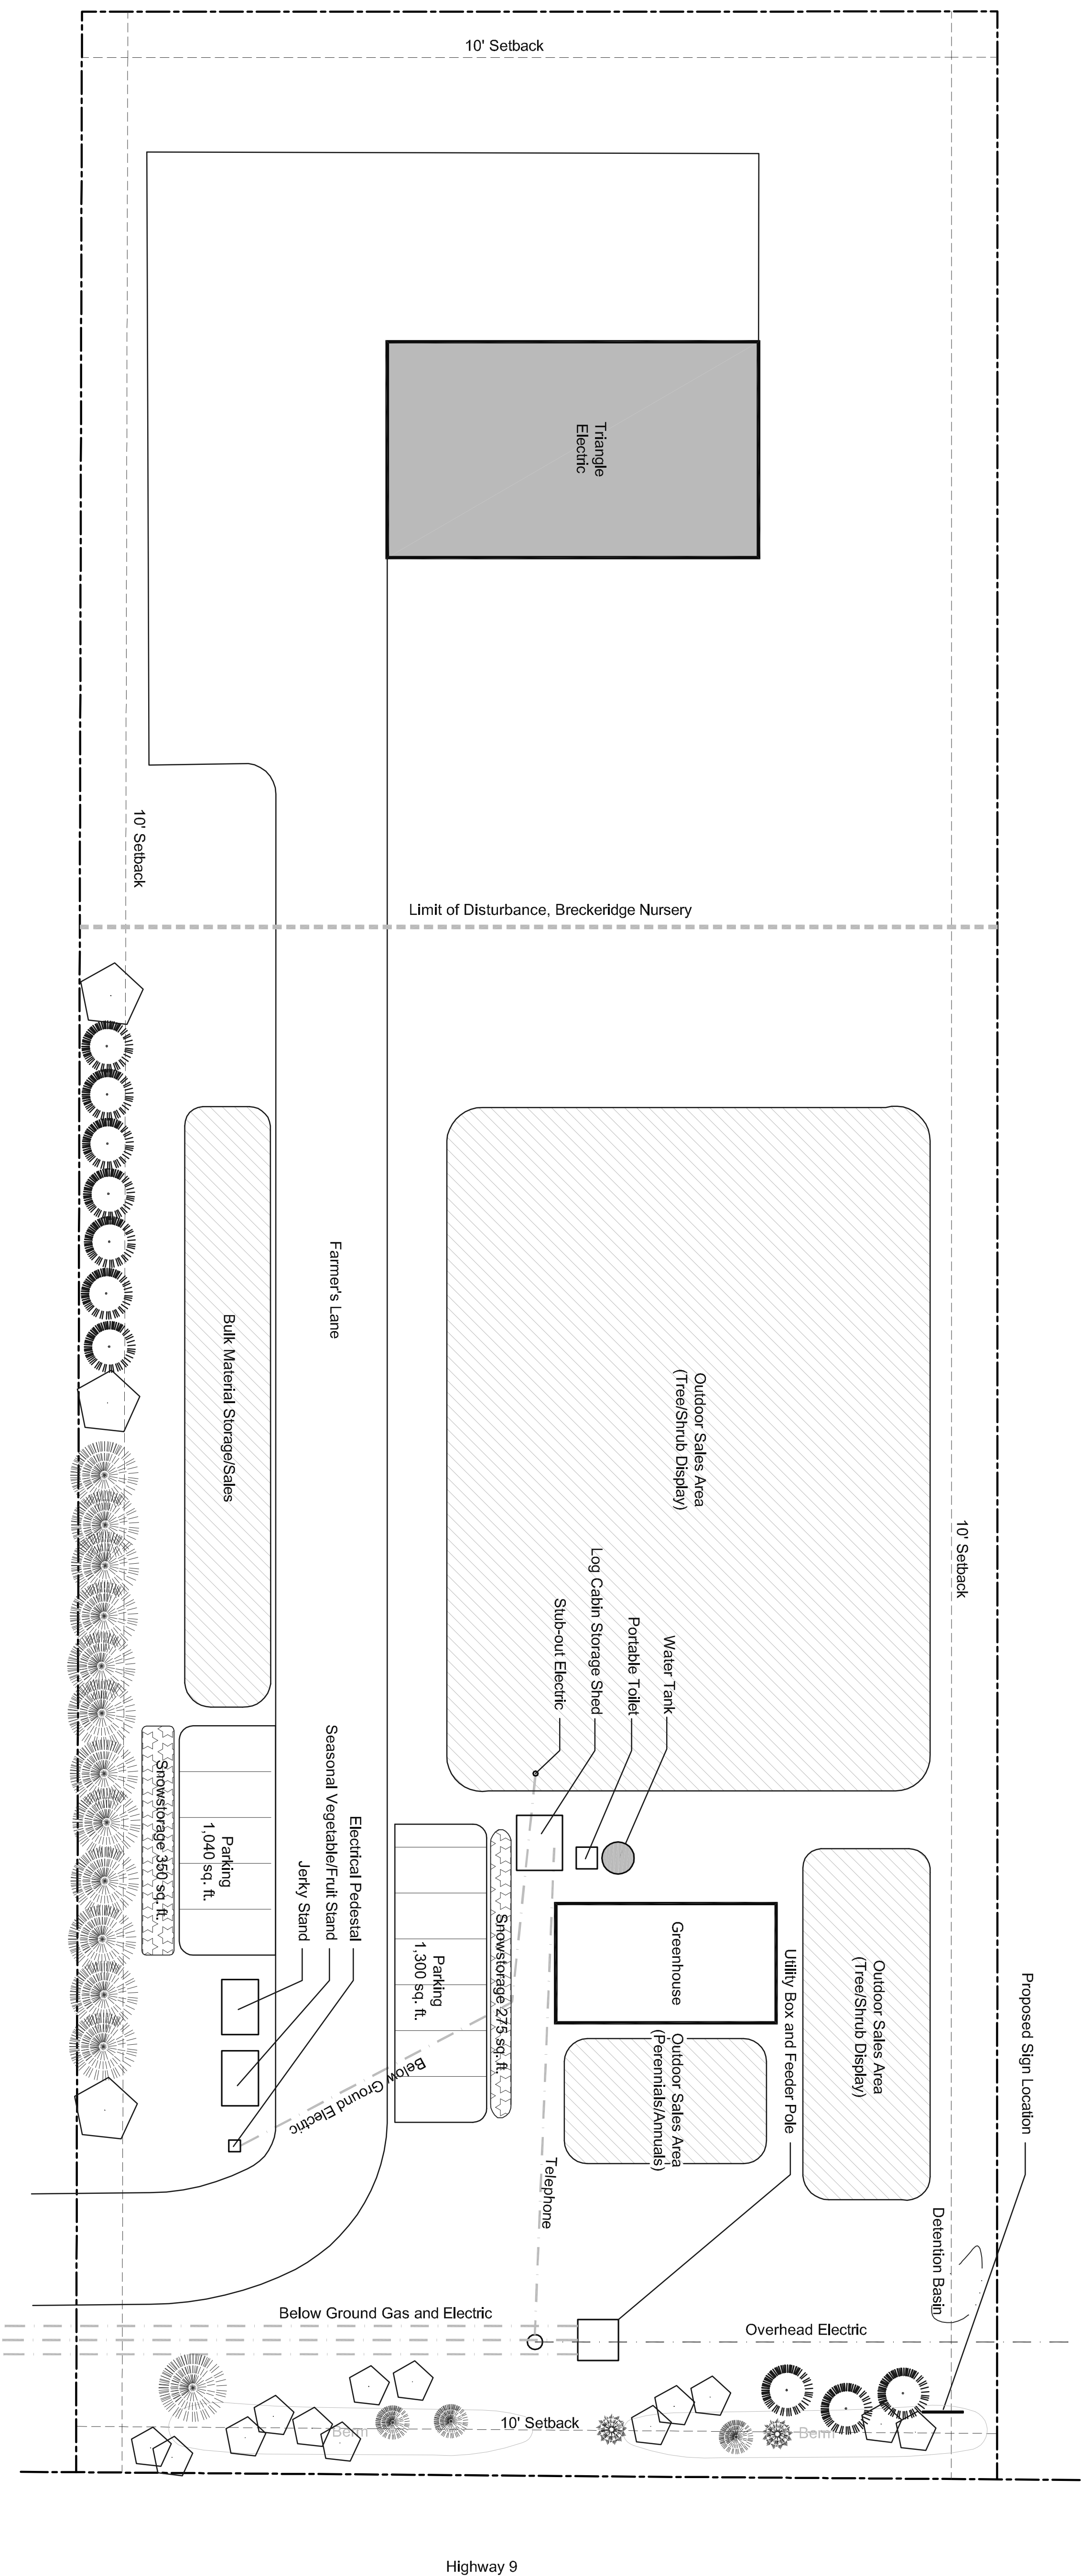 10' Setback
Triangle
Electric
10' Setback
Limit of Disturbance, Breckeridge Nursery
Farmer's Lane
Bulk Material Storage/Sales
Outdoor Sales Area
(Tree/Shrub Display)
10' Setback
Log Cabin Storage Shed
Stub-out Electric
Portable Toilet
Water Tank
Seasonal Vegetable/Fruit Stand
Snowstorage 350 sq. ft.
Parking
1,040 sq. ft.
Electrical Pedestal
Jerky Stand
Parking
1,300 sq. ft.
Snowstorage 275 sq. ft.
Greenhouse
Utility Box and Feeder Pole
Outdoor Sales Area
(Tree/Shrub Display)
Proposed Sign Location
Outdoor Sales Area
(Perennials/Annuals)
Below Ground Electric
Telephone
Detention Basin
Below Ground Gas and Electric
Overhead Electric
10' Setback
Berm
Berm
Highway 9